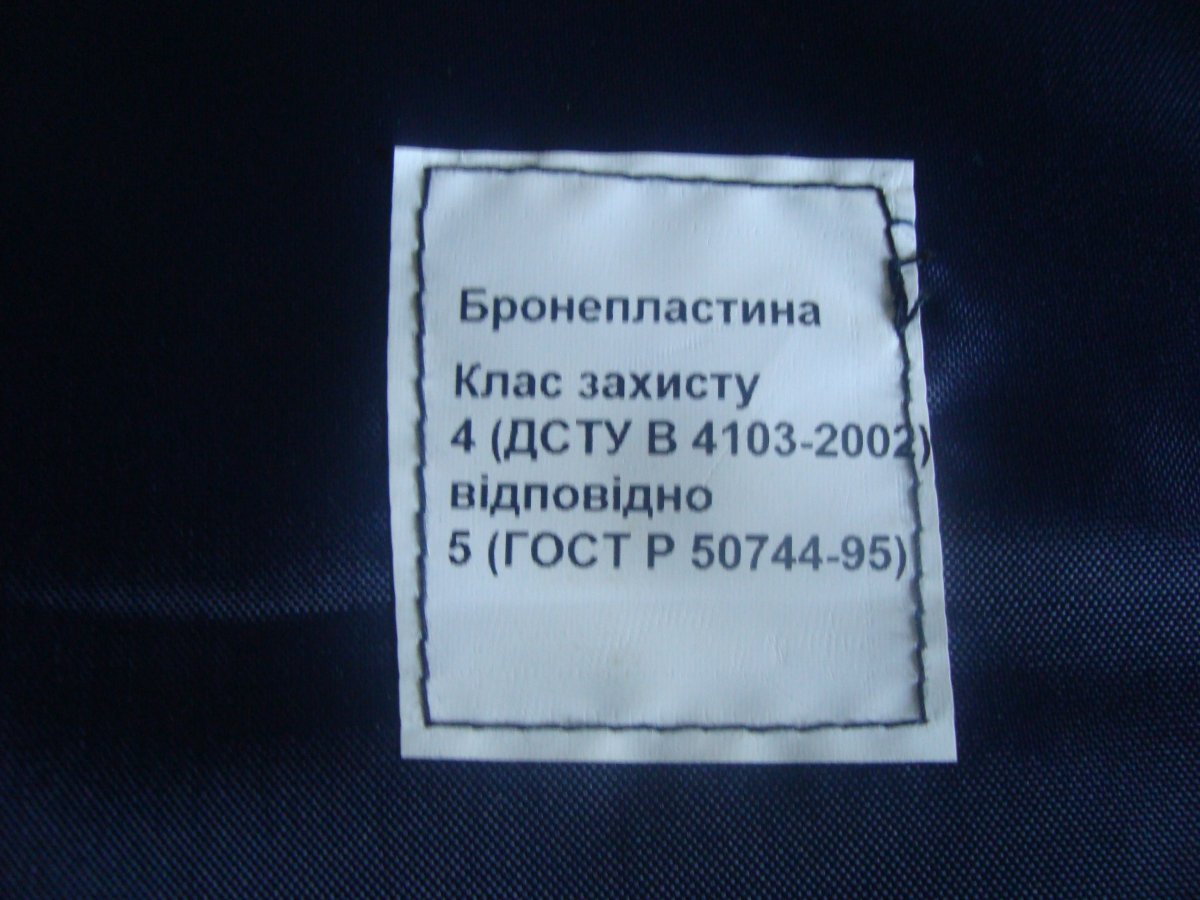 Бронепластина
Клас захисту
4 (ДСТУ В 4103-2002)
відповідно
5 (ГОСТ Р 50744-95)